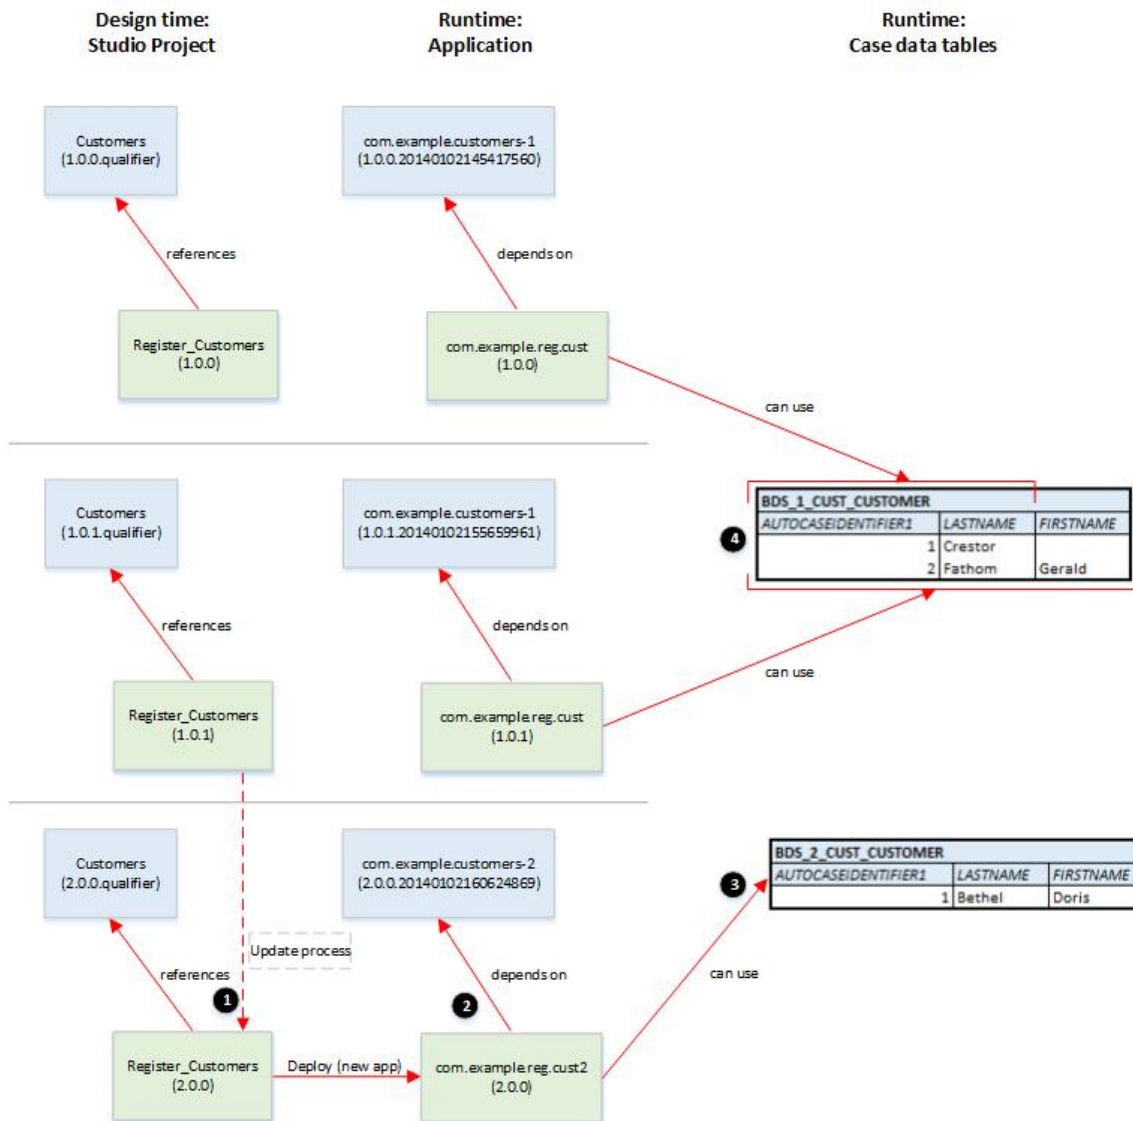 Design time:
Studio Project
Runtime:
Application
Runtime:
Case data tables
Customers
(1.0.0.qualifier)
com.example.customers-1
(1.0.0.20140102145417560)
references
depends on
Register_Customers
(1.0.0)
com.example.reg.cust
(1.0.0)
can use
Customers
(1.0.1.qualifier)
com.example.customers-1
(1.0.1.20140102155659961)
BDS_1_CUST_CUSTOMER
AUTOCASEIDENTIFIER1 LASTNAME FIRSTNAME
4
1 Crestor
2 Fathom Gerald
references
depends on
can use
Register_Customers
(1.0.1)
com.example.reg.cust
(1.0.1)
Customers
(2.0.0.qualifier)
com.example.customers-2
(2.0.0.20140102160624869)
BDS_2_CUST_CUSTOMER
AUTOCASEIDENTIFIER1 LASTNAME FIRSTNAME
3
1 Bethel Doris
Update process
references
depends on
can use
1
2
Register_Customers
(2.0.0)
Deploy (new app)
com.example.reg.cust2
(2.0.0)